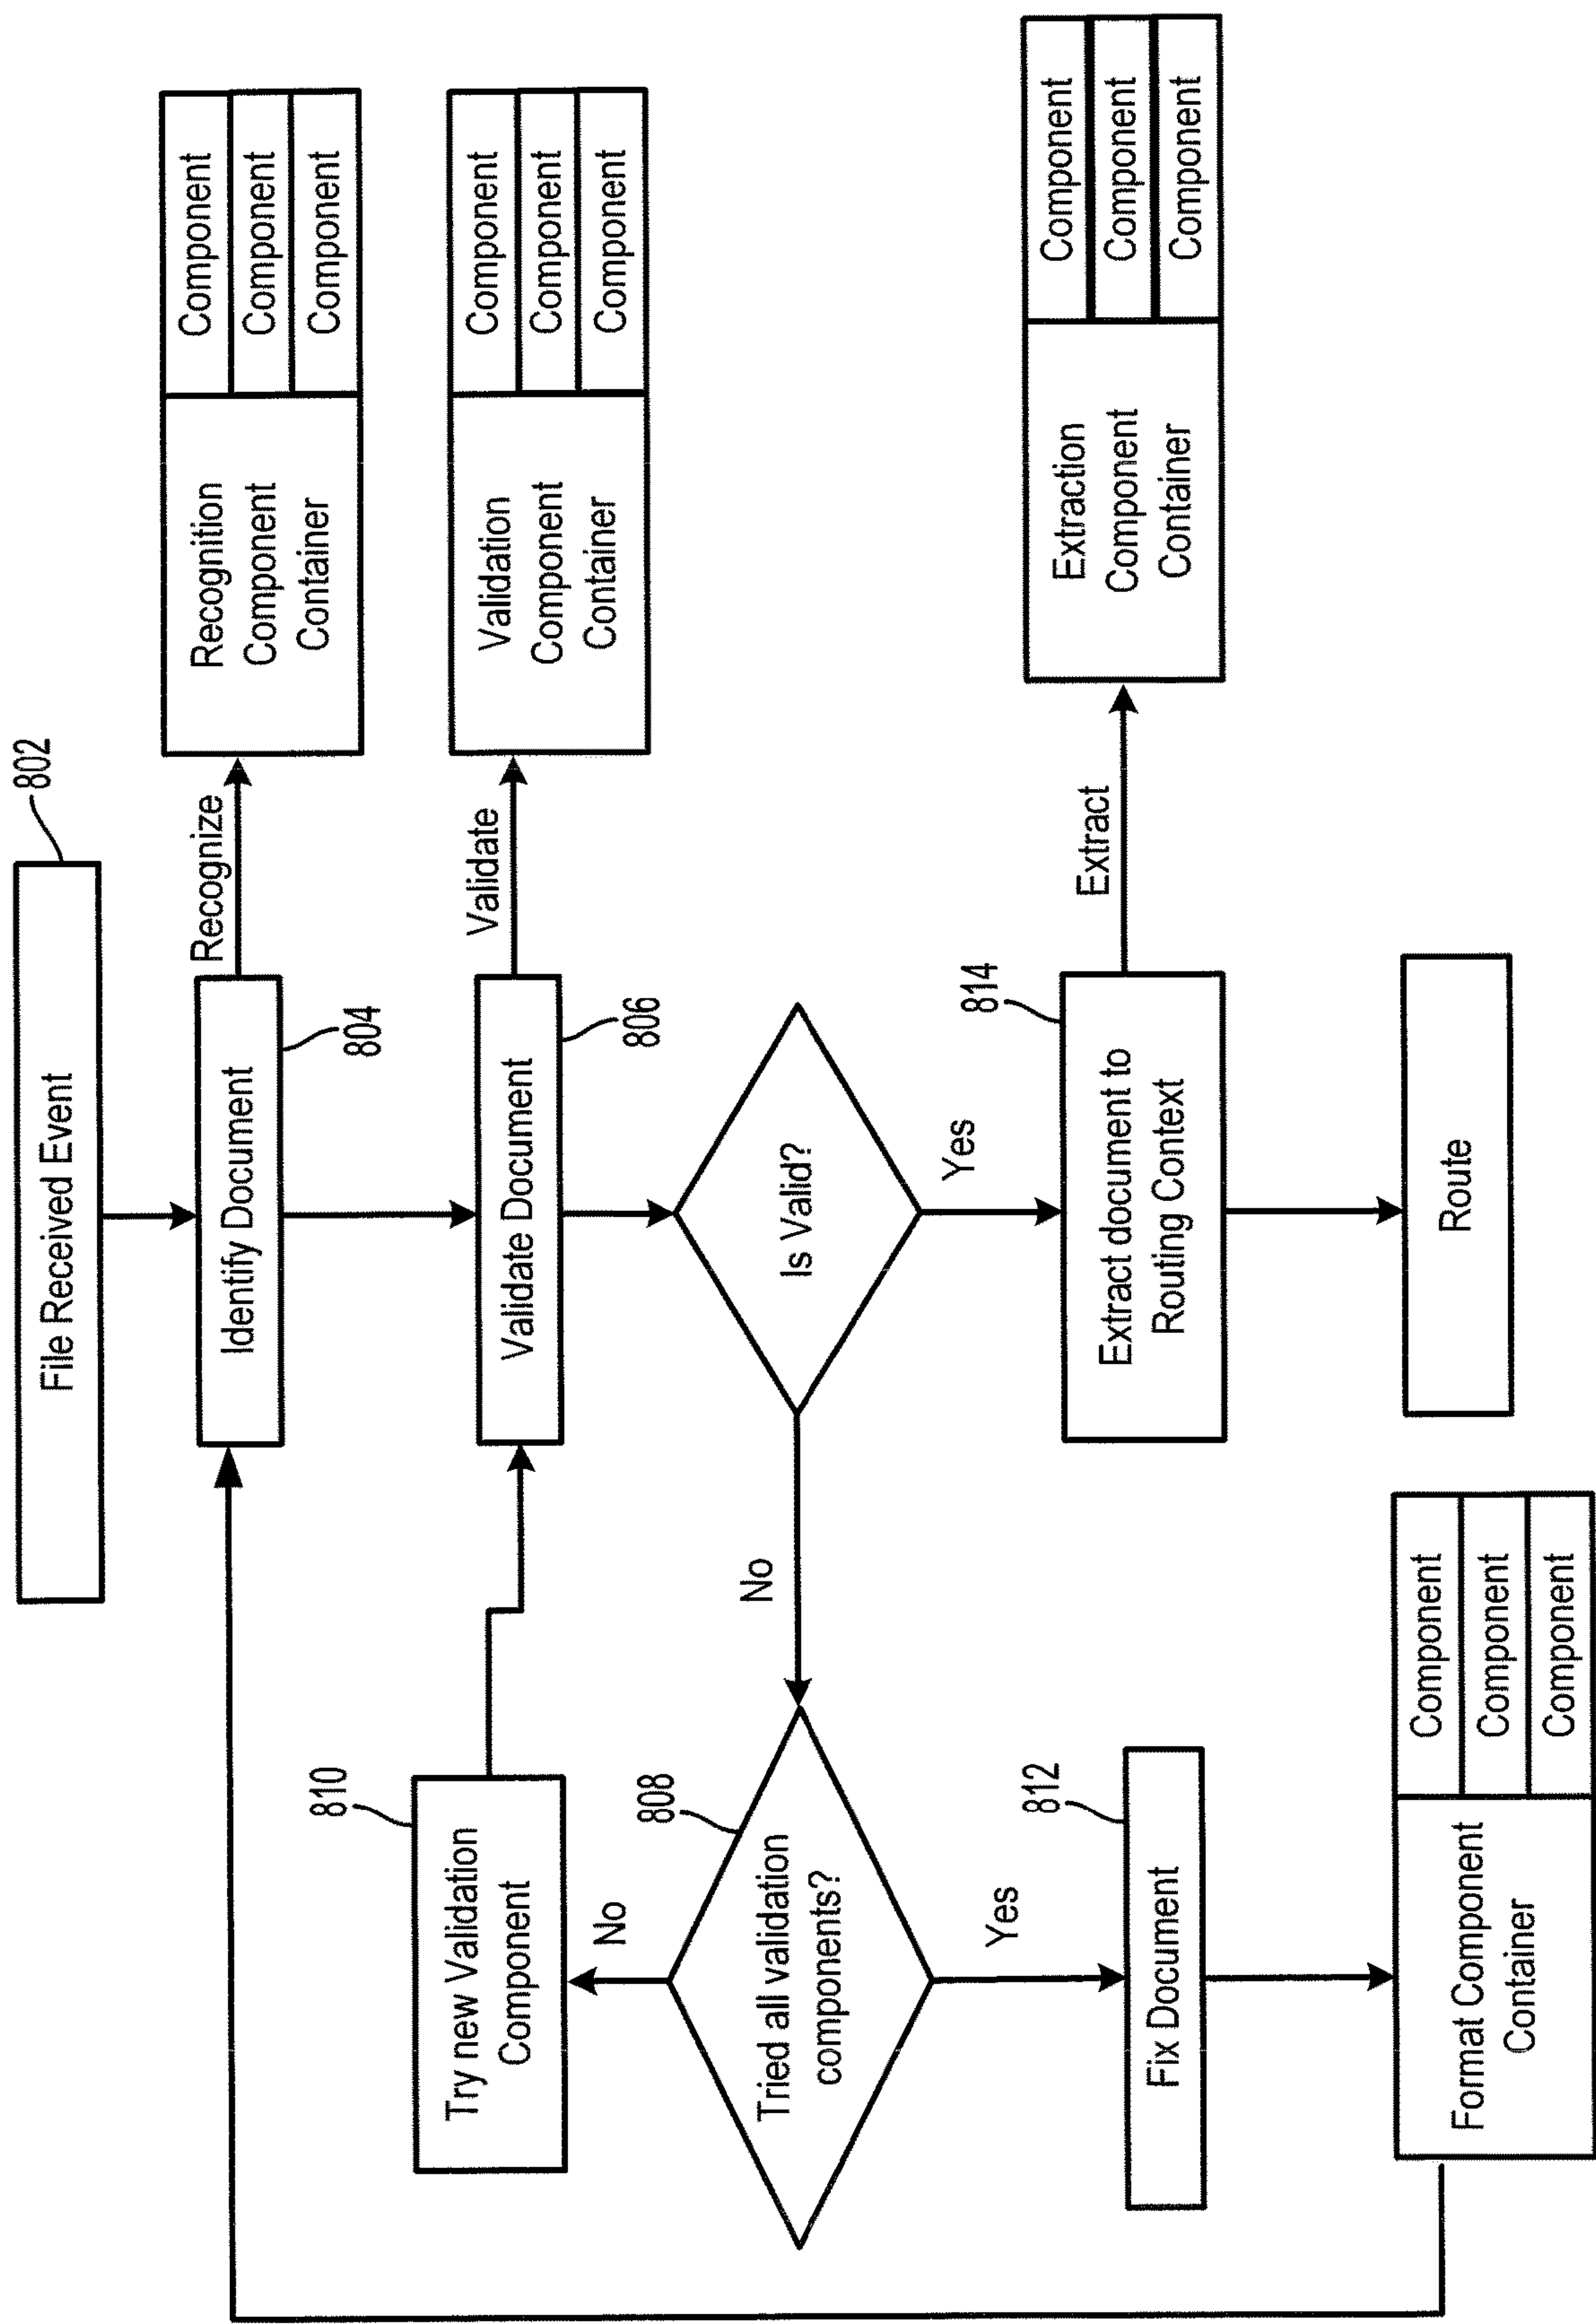 File Received Event
802
Identify Document
804
Recognize
Recognition
Component
Container
Component
Component
Component
Validate Document
806
Validate
Validation
Component
Container
Component
Component
Component
Is Valid?
No
Yes
Try new Validation
Component
810
No
Tried all validation
components?
808
Yes
Fix Document
812
Format Component
Container
Component
Component
Component
Extract document to
Routing Context
814
Extract
Extraction
Component
Container
Component
Component
Component
Route